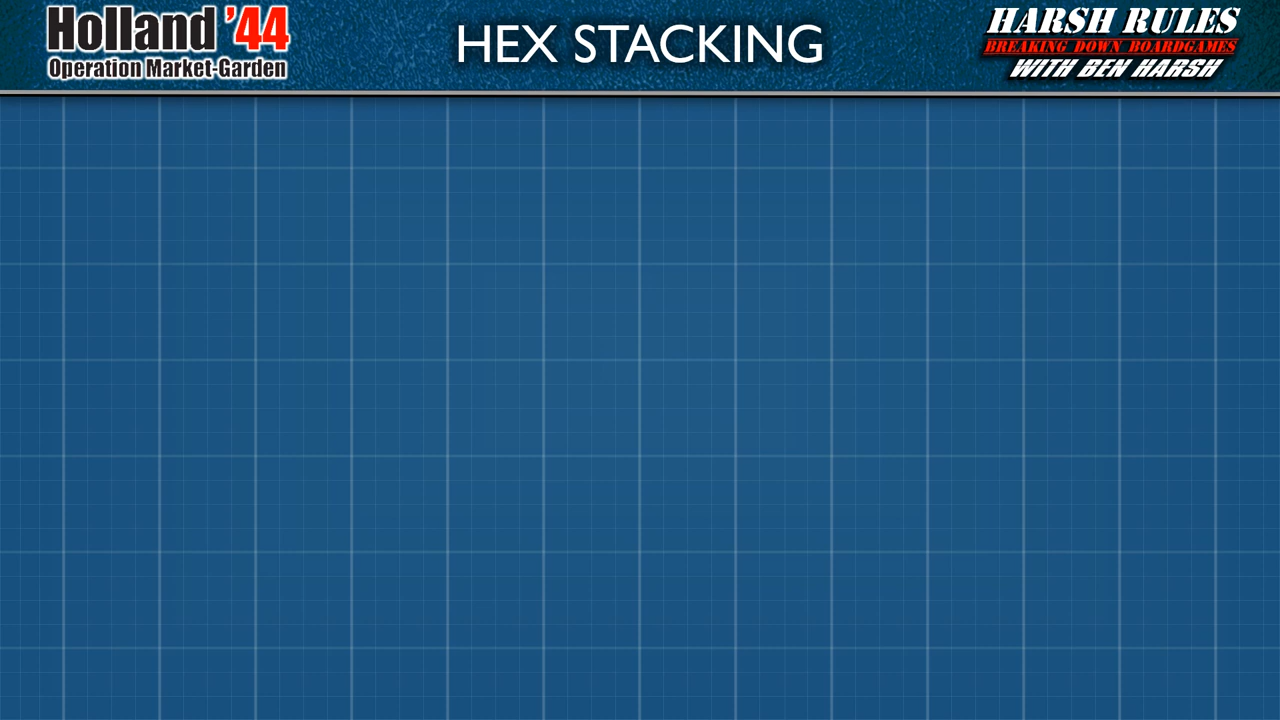 Holland '44
Operation Market-Garden
HEX STACKING
HARSH RULES
BREAKING DOWN BOARDGAMES
WITH BEN HARSH